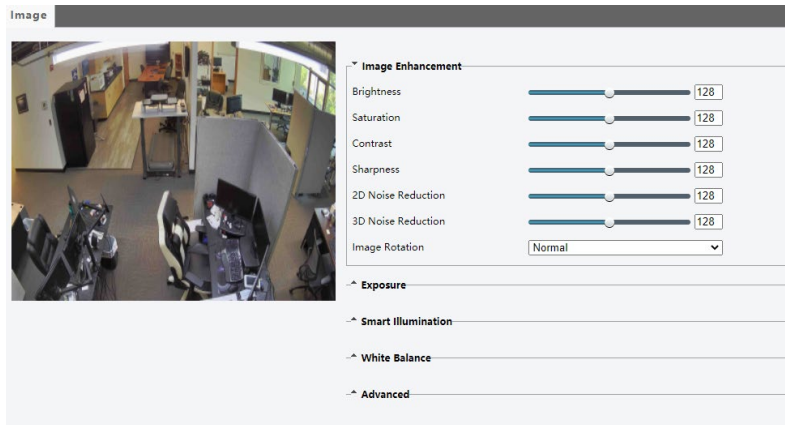 Image
Image Enhancement
Brightness 128
Saturation 128
Contrast 128
Sharpness 128
2D Noise Reduction 128
3D Noise Reduction 128
Image Rotation Normal
Exposure
Smart Illumination
White Balance
Advanced